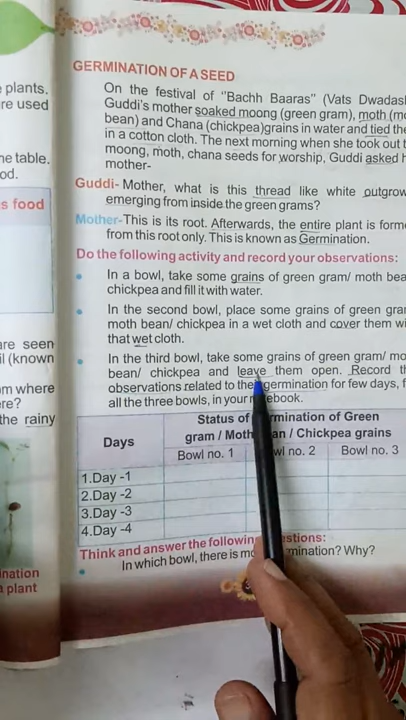 plants.
re used
ne table.
od.
s food
are seen
il (known
m where
ere?
the rainy
nation
a plant
GERMINATION OF A SEED
On the festival of "Bachh Baaras" (Vats Dwadas
Guddi's mother soaked moong (green gram), moth (mo
bean) and Chana (chickpea)grains in water and tied the
in a cotton cloth. The next morning when she took out t
moong, moth, chana seeds for worship, Guddi asked h
mother-
Guddi- Mother, what is this thread like white outgrow
emerging from inside the green grams?
Mother-This is its root. Afterwards, the entire plant is forme
from this root only. This is known as Germination.
Do the following activity and record your observations:
• In a bowl, take some grains of green gram/ moth bea
chickpea and fill it with water.
• In the second bowl, place some grains of green gra
moth bean/ chickpea in a wet cloth and cover them wi
that wet cloth.
• In the third bowl, take some grains of green gram/ mo
bean/ chickpea and leave them open. Record th
observations related to the germination for few days, f
all the three bowls, in your n ebook.
Days
Status of rmination of Green
gram / Moth an / Chickpea grains
Bowl no. 1 wl no. 2 Bowl no. 3
1.Day -1
2.Day -2
3.Day -3
4.Day -4
Think and answer the following estions:
• In which bowl, there is mo mination? Why?